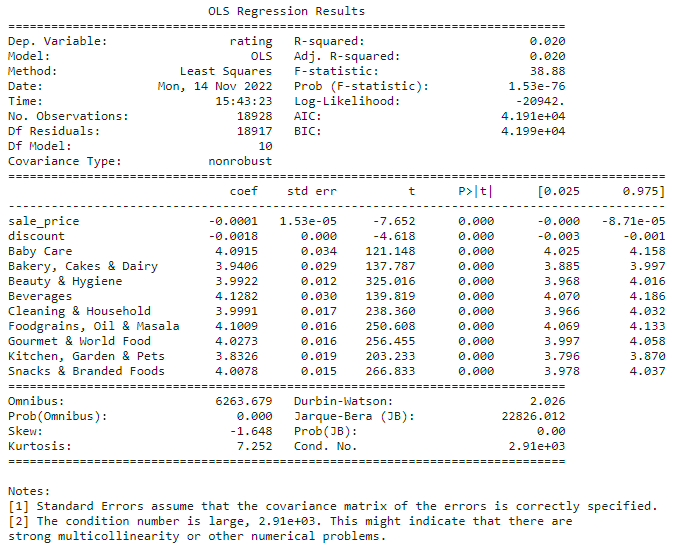 OLS Regression Results
==============================================================================
Dep. Variable:                 rating   R-squared:                       0.020
Model:                            OLS   Adj. R-squared:                  0.020
Method:                 Least Squares   F-statistic:                     38.88
Date:                Mon, 14 Nov 2022   Prob (F-statistic):           1.53e-76
Time:                        15:43:23   Log-Likelihood:                -20942.
No. Observations:               18928   AIC:                         4.191e+04
Df Residuals:                   18917   BIC:                         4.199e+04
Df Model:                          10
Covariance Type:            nonrobust
============================================================================================
                               coef    std err          t      P>|t|      [0.025      0.975]
--------------------------------------------------------------------------------------------
sale_price                  -0.0001   1.53e-05     -7.652      0.000      -0.000   -8.71e-05
discount                    -0.0018      0.000     -4.618      0.000      -0.003      -0.001
Baby Care                    4.0915      0.034    121.148      0.000       4.025       4.158
Bakery, Cakes & Dairy        3.9406      0.029    137.787      0.000       3.885       3.997
Beauty & Hygiene             3.9922      0.012    325.016      0.000       3.968       4.016
Beverages                    4.1282      0.030    139.819      0.000       4.070       4.186
Cleaning & Household         3.9991      0.017    238.360      0.000       3.966       4.032
Foodgrains, Oil & Masala     4.1009      0.016    250.608      0.000       4.069       4.133
Gourmet & World Food         4.0273      0.016    256.455      0.000       3.997       4.058
Kitchen, Garden & Pets       3.8326      0.019    203.233      0.000       3.796       3.870
Snacks & Branded Foods       4.0078      0.015    266.833      0.000       3.978       4.037
==============================================================================
Omnibus:                     6263.679   Durbin-Watson:                   2.026
Prob(Omnibus):                  0.000   Jarque-Bera (JB):            22826.012
Skew:                          -1.648   Prob(JB):                         0.00
Kurtosis:                       7.252   Cond. No.                     2.91e+03
==============================================================================
Notes:
[1] Standard Errors assume that the covariance matrix of the errors is correctly specified.
[2] The condition number is large, 2.91e+03. This might indicate that there are
strong multicollinearity or other numerical problems.